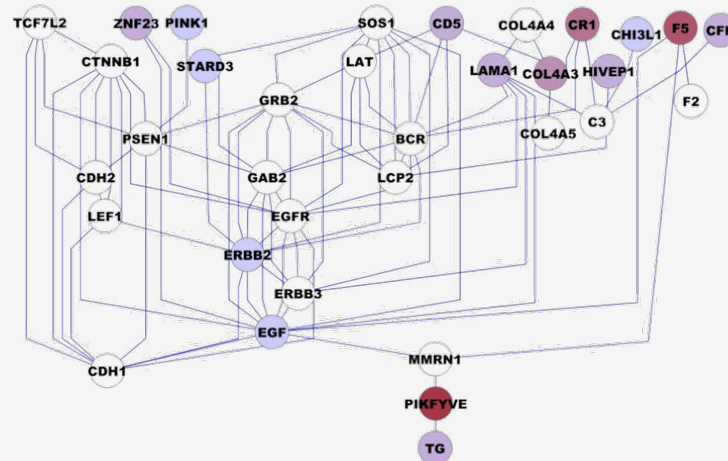 TCF7L2 ZNF23 PINK1 SOS1 CD5 COL4A4 CR1 CHI3L1 F5
CTNNB1 STARD3 LAT LAMA1 COL4A3 HIVEP1
GRB2 F2
PSEN1 BCR COL4A5 C3
CDH2 GAB2 LCP2
LEF1 EGFR
ERBB2
ERBB3
EGF
CDH1 MMRN1
PIKFYVE
TG